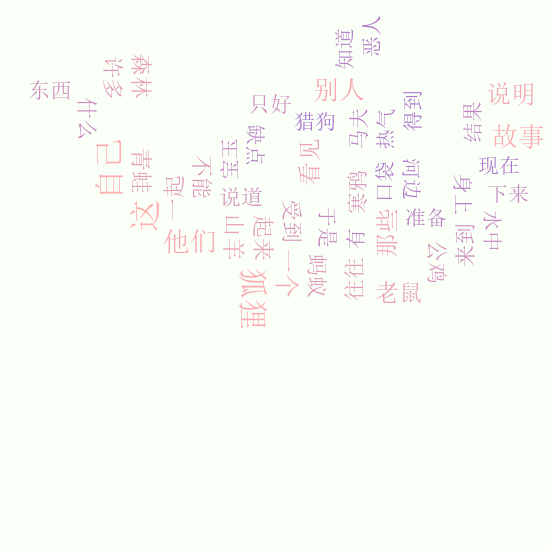 恶人
知道
森林
许多
东西
什么
别人
只好
猎狗
马夫
热气
得到
说明
结果
故事
缺点
看见
自己
青蛙
不能
一起
说道
寒鸦
口袋
河边
现在
身上
下来
这
他们
山羊
起来
受到
于是
有
那些
准备
水中
来到
公鸡
狐狸
一个
蚂蚁
往往
老鼠